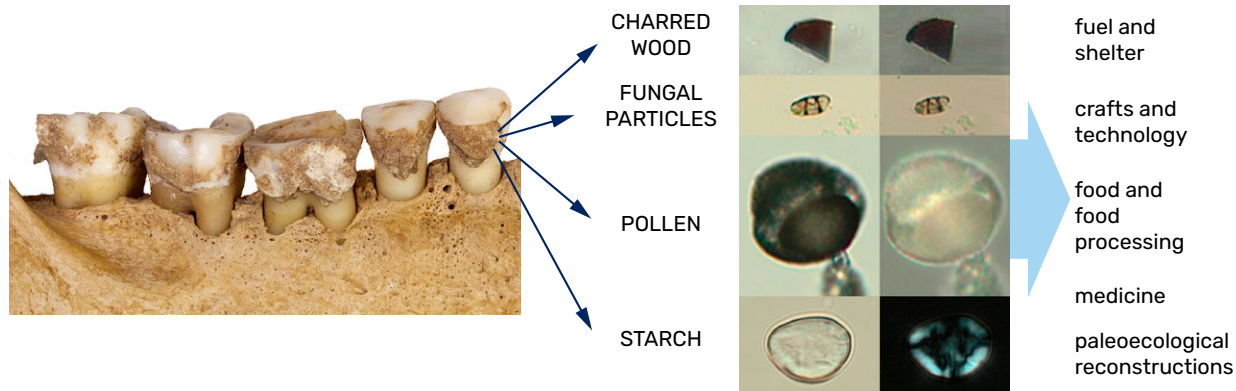 CHARRED
WOOD
FUNGAL
PARTICLES
POLLEN
STARCH
fuel and
shelter
crafts and
technology
food and
food
processing
medicine
paleoecological
reconstructions